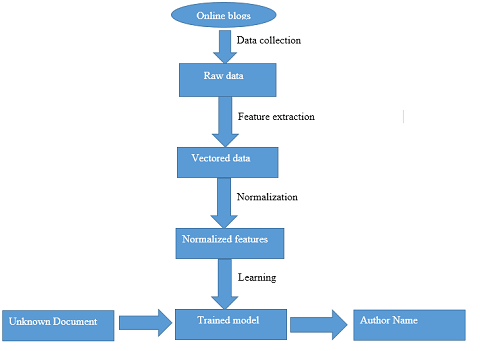 Online blogs
Data collection
Raw data
Feature extraction
Vectored data
Normalization
Normalized features
Learning
Unknown Document
Trained model
Author Name